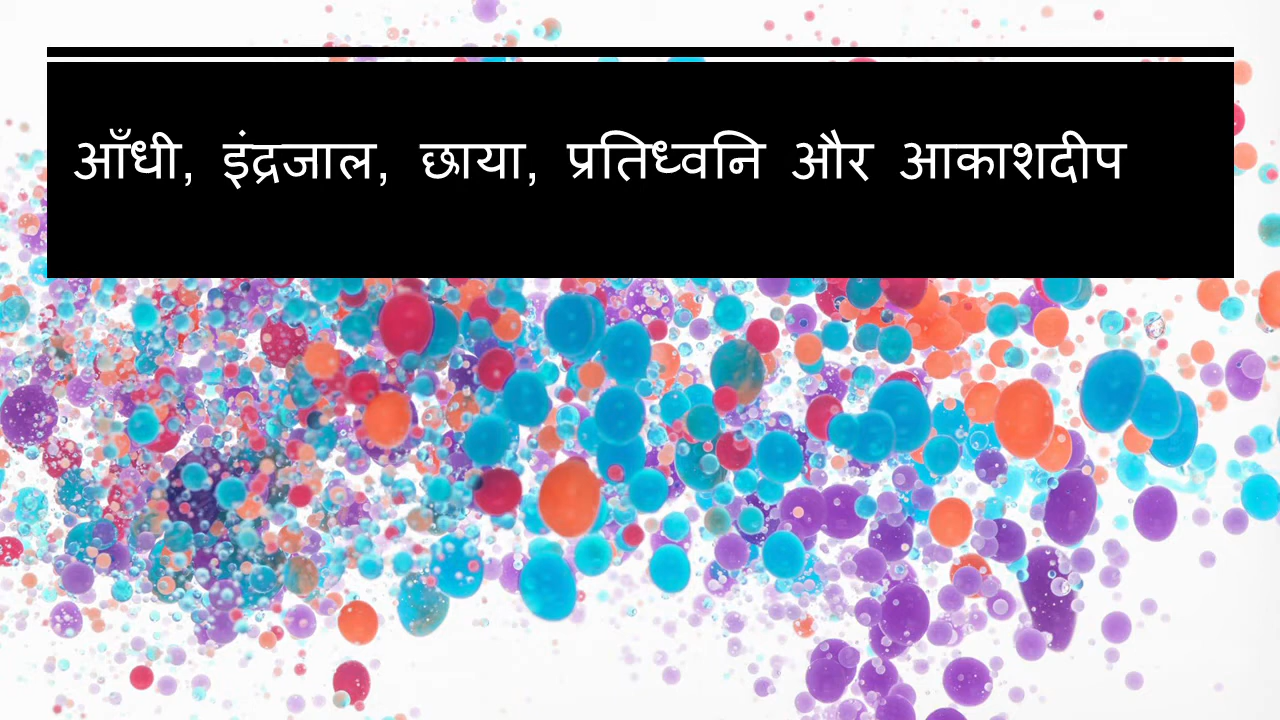 आँधी, इंद्रजाल, छाया, प्रतिध्वनि और आकाशदीप